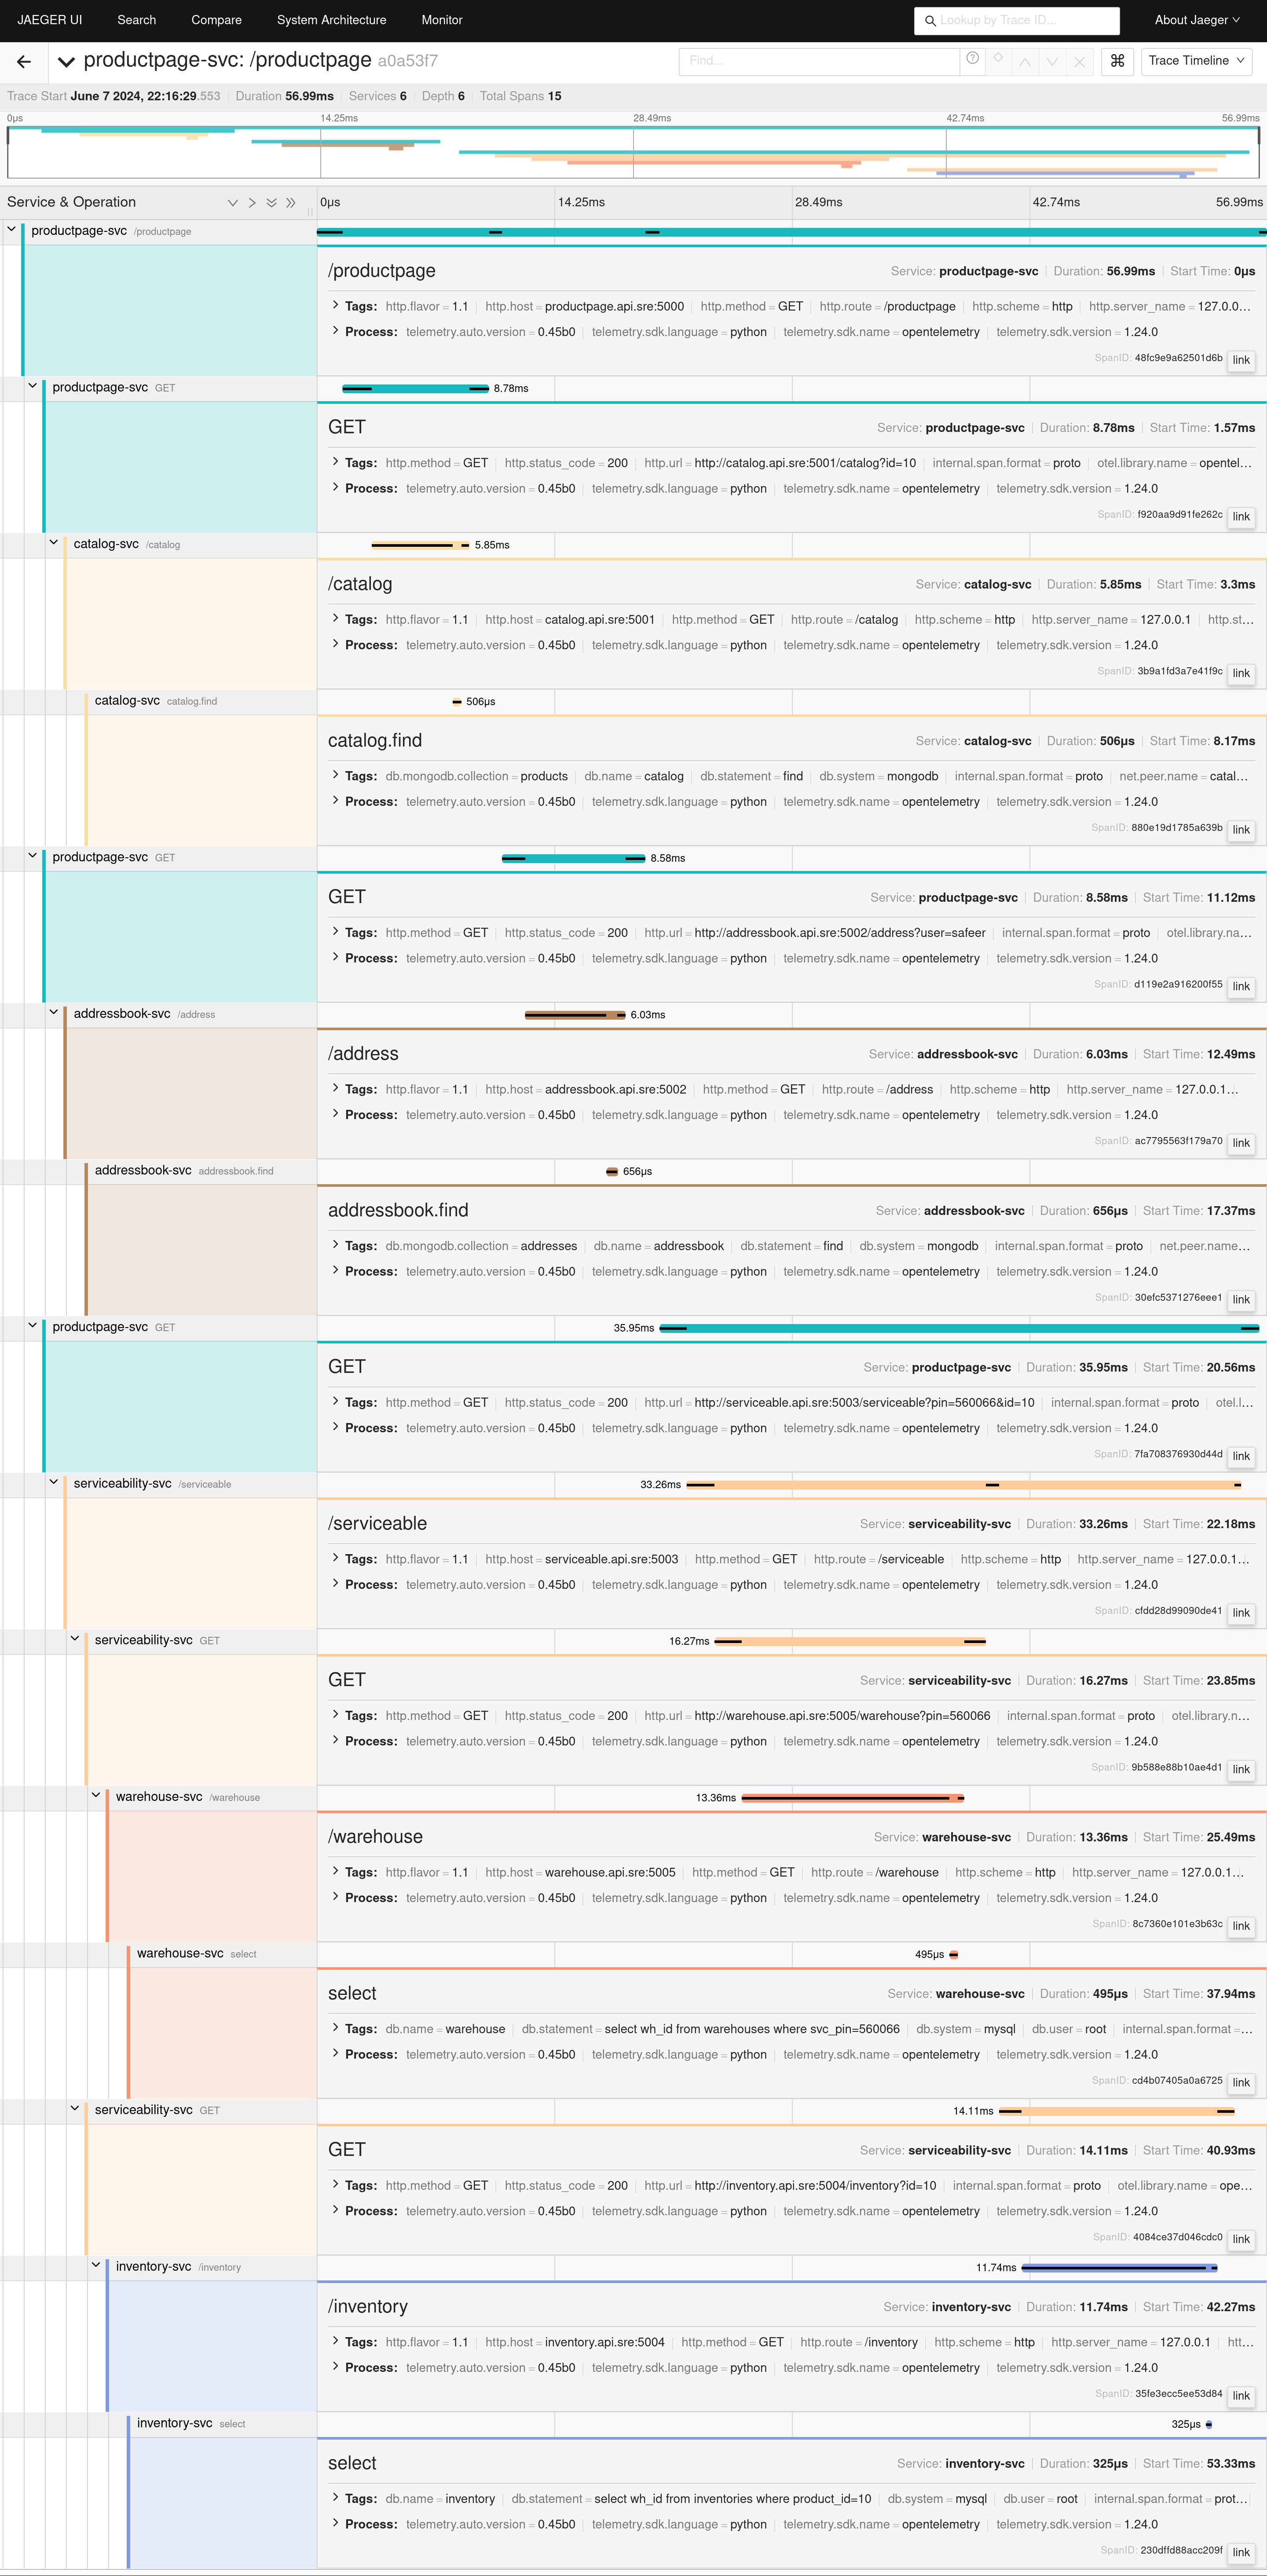 JAEGER UI Search Compare System Architecture Monitor Lookup by Trace ID... About Jaeger
productpage-svc: /productpage a0a53f7 Find... Trace Timeline
Trace Start June 7 2024, 22:16:29.553 Duration 56.99ms Services 6 Depth 6 Total Spans 15
0μs 14.25ms 28.49ms 42.74ms 56.99ms
Service & Operation 0μs 14.25ms 28.49ms 42.74ms 56.99ms
productpage-svc /productpage
/productpage Service: productpage-svc Duration: 56.99ms Start Time: 0μs
Tags: http.flavor = 1.1 http.host = productpage.api.sre:5000 http.method = GET http.route = /productpage http.scheme = http http.server_name = 127.0.0...
Process: telemetry.auto.version = 0.45b0 telemetry.sdk.language = python telemetry.sdk.name = opentelemetry telemetry.sdk.version = 1.24.0
SpanID: 48fc9e9a62501d6b link
productpage-svc GET 8.78ms
GET Service: productpage-svc Duration: 8.78ms Start Time: 1.57ms
Tags: http.method = GET http.status_code = 200 http.url = http://catalog.api.sre:5001/catalog?id=10 internal.span.format = proto otel.library.name = opentel...
Process: telemetry.auto.version = 0.45b0 telemetry.sdk.language = python telemetry.sdk.name = opentelemetry telemetry.sdk.version = 1.24.0
SpanID: f920aa9d91fe262c link
catalog-svc /catalog 5.85ms
/catalog Service: catalog-svc Duration: 5.85ms Start Time: 3.3ms
Tags: http.flavor = 1.1 http.host = catalog.api.sre:5001 http.method = GET http.route = /catalog http.scheme = http http.server_name = 127.0.0.1 http.st...
Process: telemetry.auto.version = 0.45b0 telemetry.sdk.language = python telemetry.sdk.name = opentelemetry telemetry.sdk.version = 1.24.0
SpanID: 3b9a1fd3a7e41f9c link
catalog-svc catalog.find 506μs
catalog.find Service: catalog-svc Duration: 506μs Start Time: 8.17ms
Tags: db.mongodb.collection = products db.name = catalog db.statement = find db.system = mongodb internal.span.format = proto net.peer.name = catal...
Process: telemetry.auto.version = 0.45b0 telemetry.sdk.language = python telemetry.sdk.name = opentelemetry telemetry.sdk.version = 1.24.0
SpanID: 880e19d1785a639b link
productpage-svc GET 8.58ms
GET Service: productpage-svc Duration: 8.58ms Start Time: 11.12ms
Tags: http.method = GET http.status_code = 200 http.url = http://addressbook.api.sre:5002/address?user=safeer internal.span.format = proto otel.library.na...
Process: telemetry.auto.version = 0.45b0 telemetry.sdk.language = python telemetry.sdk.name = opentelemetry telemetry.sdk.version = 1.24.0
SpanID: d119e2a916200f55 link
addressbook-svc /address 6.03ms
/address Service: addressbook-svc Duration: 6.03ms Start Time: 12.49ms
Tags: http.flavor = 1.1 http.host = addressbook.api.sre:5002 http.method = GET http.route = /address http.scheme = http http.server_name = 127.0.0.1...
Process: telemetry.auto.version = 0.45b0 telemetry.sdk.language = python telemetry.sdk.name = opentelemetry telemetry.sdk.version = 1.24.0
SpanID: ac7795563f179a70 link
addressbook-svc addressbook.find 656μs
addressbook.find Service: addressbook-svc Duration: 656μs Start Time: 17.37ms
Tags: db.mongodb.collection = addresses db.name = addressbook db.statement = find db.system = mongodb internal.span.format = proto net.peer.name...
Process: telemetry.auto.version = 0.45b0 telemetry.sdk.language = python telemetry.sdk.name = opentelemetry telemetry.sdk.version = 1.24.0
SpanID: 30efc5371276eee1 link
productpage-svc GET 35.95ms
GET Service: productpage-svc Duration: 35.95ms Start Time: 20.56ms
Tags: http.method = GET http.status_code = 200 http.url = http://serviceable.api.sre:5003/serviceable?pin=560066&id=10 internal.span.format = proto otel.l...
Process: telemetry.auto.version = 0.45b0 telemetry.sdk.language = python telemetry.sdk.name = opentelemetry telemetry.sdk.version = 1.24.0
SpanID: 7fa708376930d44d link
serviceability-svc /serviceable 33.26ms
/serviceable Service: serviceability-svc Duration: 33.26ms Start Time: 22.18ms
Tags: http.flavor = 1.1 http.host = serviceable.api.sre:5003 http.method = GET http.route = /serviceable http.scheme = http http.server_name = 127.0.0.1...
Process: telemetry.auto.version = 0.45b0 telemetry.sdk.language = python telemetry.sdk.name = opentelemetry telemetry.sdk.version = 1.24.0
SpanID: cfdd28d99090de41 link
serviceability-svc GET 16.27ms
GET Service: serviceability-svc Duration: 16.27ms Start Time: 23.85ms
Tags: http.method = GET http.status_code = 200 http.url = http://warehouse.api.sre:5005/warehouse?pin=560066 internal.span.format = proto otel.library.n...
Process: telemetry.auto.version = 0.45b0 telemetry.sdk.language = python telemetry.sdk.name = opentelemetry telemetry.sdk.version = 1.24.0
SpanID: 9b588e88b10ae4d1 link
warehouse-svc /warehouse 13.36ms
/warehouse Service: warehouse-svc Duration: 13.36ms Start Time: 25.49ms
Tags: http.flavor = 1.1 http.host = warehouse.api.sre:5005 http.method = GET http.route = /warehouse http.scheme = http http.server_name = 127.0.0.1...
Process: telemetry.auto.version = 0.45b0 telemetry.sdk.language = python telemetry.sdk.name = opentelemetry telemetry.sdk.version = 1.24.0
SpanID: 8c7360e101e3b63c link
warehouse-svc select 495μs
select Service: warehouse-svc Duration: 495μs Start Time: 37.94ms
Tags: db.name = warehouse db.statement = select wh_id from warehouses where svc_pin=560066 db.system = mysql db.user = root internal.span.format =...
Process: telemetry.auto.version = 0.45b0 telemetry.sdk.language = python telemetry.sdk.name = opentelemetry telemetry.sdk.version = 1.24.0
SpanID: cd4b07405a0a6725 link
serviceability-svc GET 14.11ms
GET Service: serviceability-svc Duration: 14.11ms Start Time: 40.93ms
Tags: http.method = GET http.status_code = 200 http.url = http://inventory.api.sre:5004/inventory?id=10 internal.span.format = proto otel.library.name = ope...
Process: telemetry.auto.version = 0.45b0 telemetry.sdk.language = python telemetry.sdk.name = opentelemetry telemetry.sdk.version = 1.24.0
SpanID: 4084ce37d046cdc0 link
inventory-svc /inventory 11.74ms
/inventory Service: inventory-svc Duration: 11.74ms Start Time: 42.27ms
Tags: http.flavor = 1.1 http.host = inventory.api.sre:5004 http.method = GET http.route = /inventory http.scheme = http http.server_name = 127.0.0.1 htt...
Process: telemetry.auto.version = 0.45b0 telemetry.sdk.language = python telemetry.sdk.name = opentelemetry telemetry.sdk.version = 1.24.0
SpanID: 35fe3ecc5ee53d84 link
inventory-svc select 325μs
select Service: inventory-svc Duration: 325μs Start Time: 53.33ms
Tags: db.name = inventory db.statement = select wh_id from inventories where product_id=10 db.system = mysql db.user = root internal.span.format = prot...
Process: telemetry.auto.version = 0.45b0 telemetry.sdk.language = python telemetry.sdk.name = opentelemetry telemetry.sdk.version = 1.24.0
SpanID: 230dffd88acc209f link